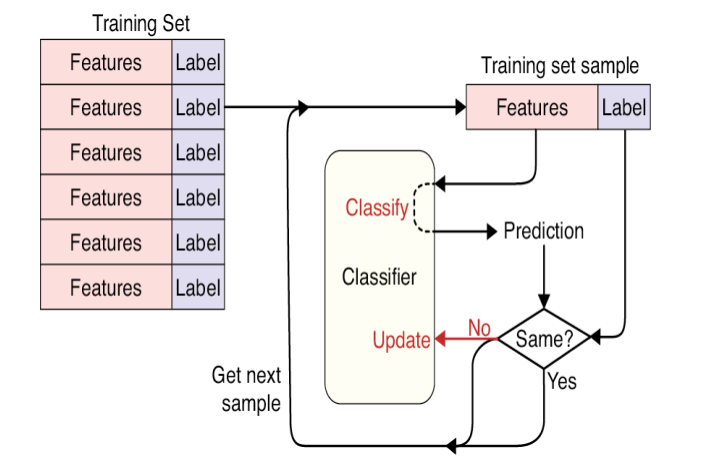 Training Set
Features Label
Features Label
Features Label
Features Label
Features Label
Features Label
Training set sample
Features Label
Classify
Prediction
Classifier
Update
No
Same?
Yes
Get next
sample